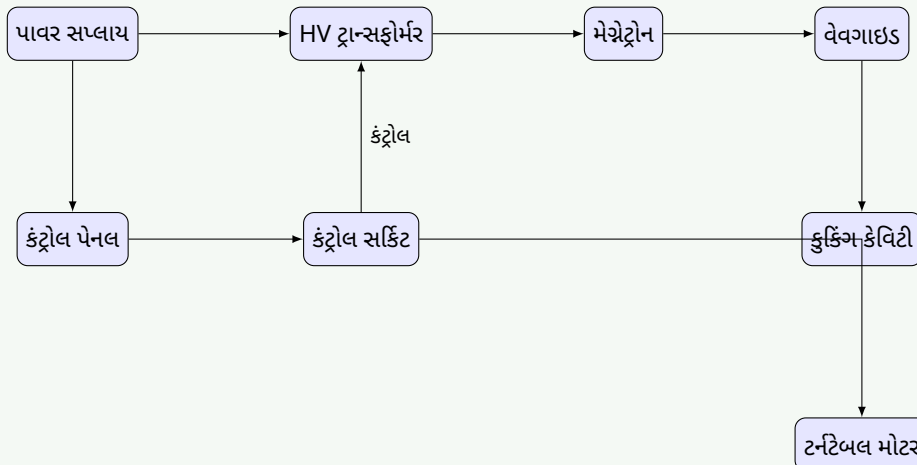 પાવર સપ્લાય
HV ટ્રાન્સફોર્મર
મેગ્નેટ્રોન
વેવગાઇડ
કંટ્રોલ
કંટ્રોલ પેનલ
કંટ્રોલ સર્કિટ
કુકિંગ કેવિટી
ટર્નટેબલ મોટર